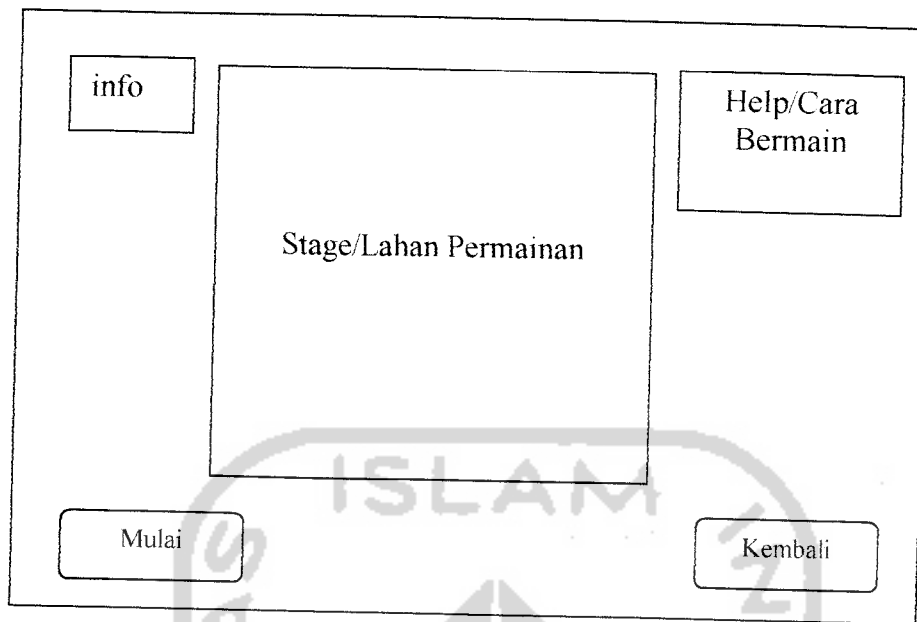 info
Help/Cara
Bermain
Stage/Lahan Permainan
ISLAM
Mulai
Kembali